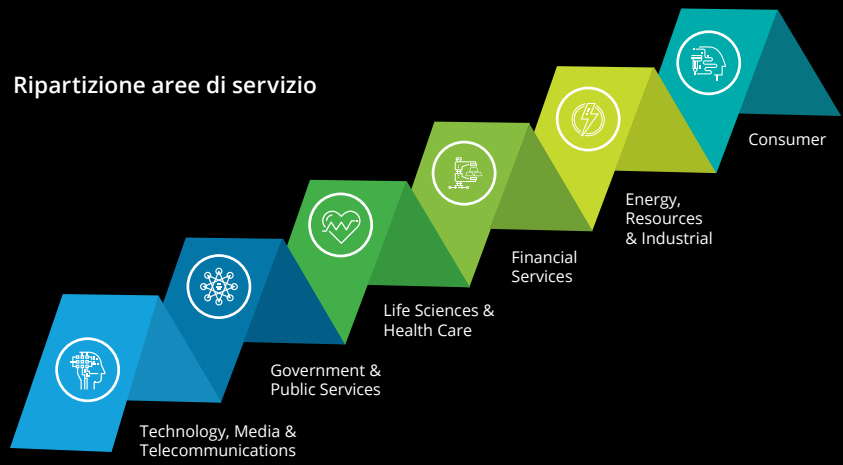 Ripartizione aree di servizio
Consumer
Energy,
Resources
& Industrial
Financial
Services
Life Sciences &
Health Care
Government &
Public Services
Technology, Media &
Telecommunications